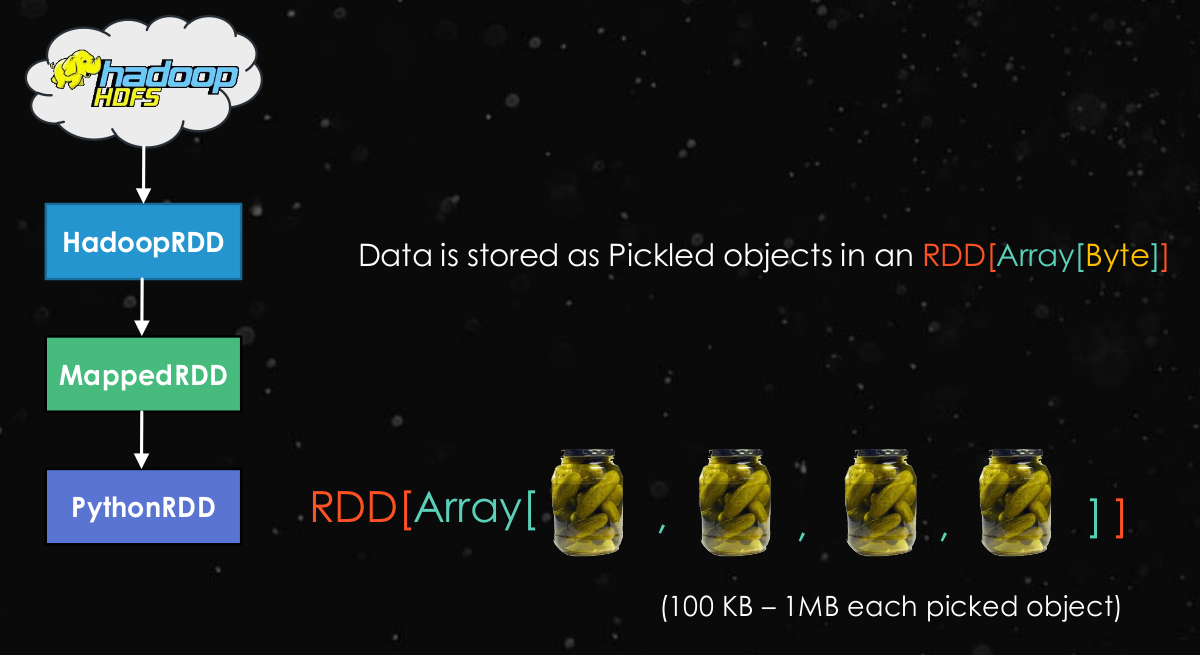 hadoop
HDFS
HadoopRDD
Data is stored as Pickled objects in an RDD[Array[Byte]]
MappedRDD
PythonRDD
RDD[Array[ , , , ] ]
(100 KB – 1MB each picked object)